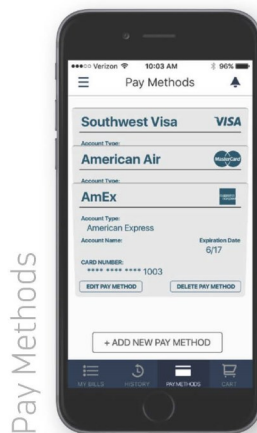 Pay Methods
Verizon 10:03 AM 96%
Pay Methods
Southwest Visa VISA
Account Type:
American Air MasterCard
Account Type:
AmEx
Account Type:
American Express
Account Name: Expiration Date
6/17
CARD NUMBER:
**** **** **** 1003
EDIT PAY METHOD DELETE PAY METHOD
+ ADD NEW PAY METHOD
MY BILLS HISTORY PAY METHODS CART